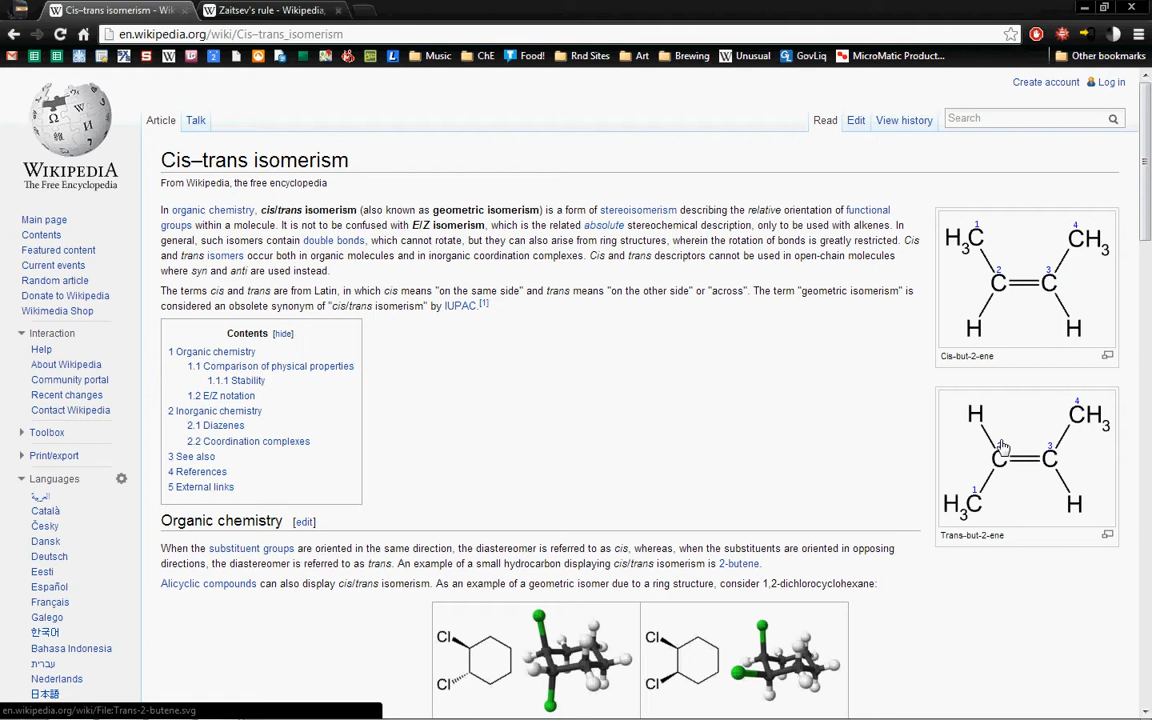 Cis–trans isomerism - Wik
Zaitsev's rule - Wikipedia,
en.wikipedia.org/wiki/Cis–trans_isomerism
Music
ChE
Food!
Rnd Sites
Art
Brewing
Unusual
GovLiq
MicroMatic Product...
Other bookmarks
Create account
Log in
Article
Talk
Read
Edit
View history
Search
WIKIPEDIA
The Free Encyclopedia
Main page
Contents
Featured content
Current events
Random article
Donate to Wikipedia
Wikimedia Shop
Interaction
Help
About Wikipedia
Community portal
Recent changes
Contact Wikipedia
Toolbox
Print/export
Languages
العربية
Català
Česky
Dansk
Deutsch
Eesti
Español
Français
Galego
한국어
Bahasa Indonesia
עברית
Nederlands
日本語
Cis–trans isomerism
From Wikipedia, the free encyclopedia
In organic chemistry, cis/trans isomerism (also known as geometric isomerism) is a form of stereoisomerism describing the relative orientation of functional
groups within a molecule. It is not to be confused with E/Z isomerism, which is the related absolute stereochemical description, only to be used with alkenes. In
general, such isomers contain double bonds, which cannot rotate, but they can also arise from ring structures, wherein the rotation of bonds is greatly restricted. Cis
and trans isomers occur both in organic molecules and in inorganic coordination complexes. Cis and trans descriptors cannot be used in open-chain molecules
where syn and anti are used instead.
The terms cis and trans are from Latin, in which cis means "on the same side" and trans means "on the other side" or "across". The term "geometric isomerism" is
considered an obsolete synonym of "cis/trans isomerism" by IUPAC.[1]
Contents [hide]
1 Organic chemistry
1.1 Comparison of physical properties
1.1.1 Stability
1.2 E/Z notation
2 Inorganic chemistry
2.1 Diazenes
2.2 Coordination complexes
3 See also
4 References
5 External links
1 4
H3C CH3
2 3
C C
H H
Cis-but-2-ene
4
H CH3
3
C C
1
H3C H
Trans-but-2-ene
Organic chemistry [edit]
When the substituent groups are oriented in the same direction, the diastereomer is referred to as cis, whereas, when the substituents are oriented in opposing
directions, the diastereomer is referred to as trans. An example of a small hydrocarbon displaying cis/trans isomerism is 2-butene.
Alicyclic compounds can also display cis/trans isomerism. As an example of a geometric isomer due to a ring structure, consider 1,2-dichlorocyclohexane:
Cl Cl
Cl Cl
en.wikipedia.org/wiki/File:Trans-2-butene.svg